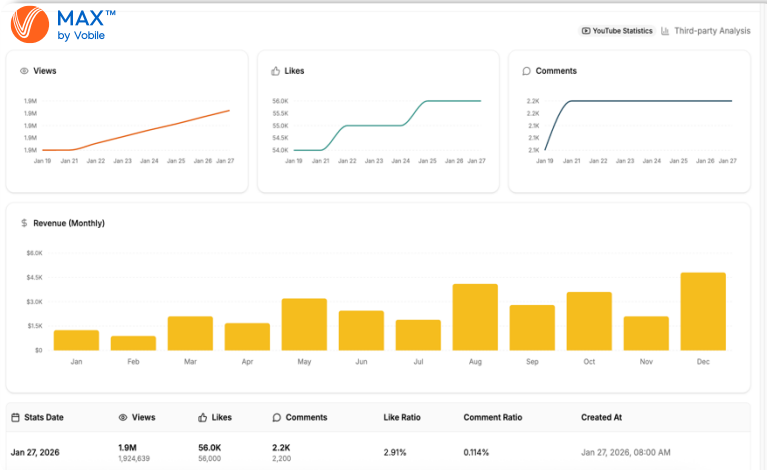 MAX™
by Vobile
YouTube Statistics Third-party Analysis
Views
1.9M
1.9M
1.9M
1.9M
1.9M
Jan 19 Jan 21 Jan 22 Jan 23 Jan 24 Jan 25 Jan 26 Jan 27
Likes
56.0K
55.5K
55.0K
54.5K
54.0K
Jan 19 Jan 21 Jan 22 Jan 23 Jan 24 Jan 25 Jan 26 Jan 27
Comments
2.2K
2.2K
2.1K
2.1K
2.1K
Jan 19 Jan 21 Jan 22 Jan 23 Jan 24 Jan 25 Jan 26 Jan 27
$ Revenue (Monthly)
$6.0K
$4.5K
$3.0K
$1.5K
$0
Jan Feb Mar Apr May Jun Jul Aug Sep Oct Nov Dec
Stats Date Views Likes Comments Like Ratio Comment Ratio Created At
Jan 27, 2026 1.9M 56.0K 2.2K 2.91% 0.114% Jan 27, 2026, 08:00 AM
1,924,639 56,000 2,200